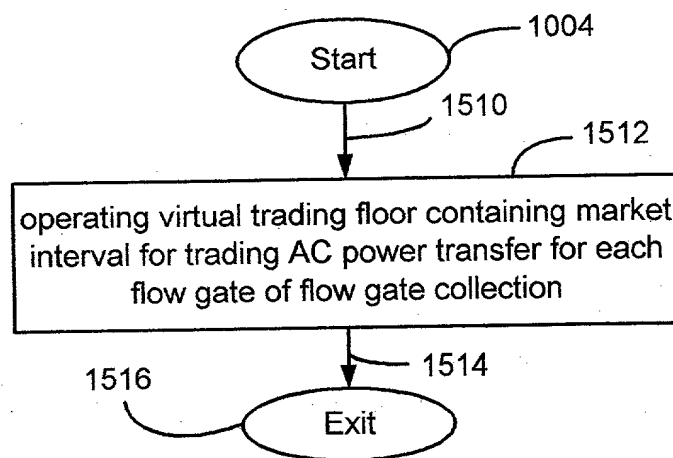 1004
Start
1510
1512
operating virtual trading floor containing market
interval for trading AC power transfer for each
flow gate of flow gate collection
1514
1516
Exit